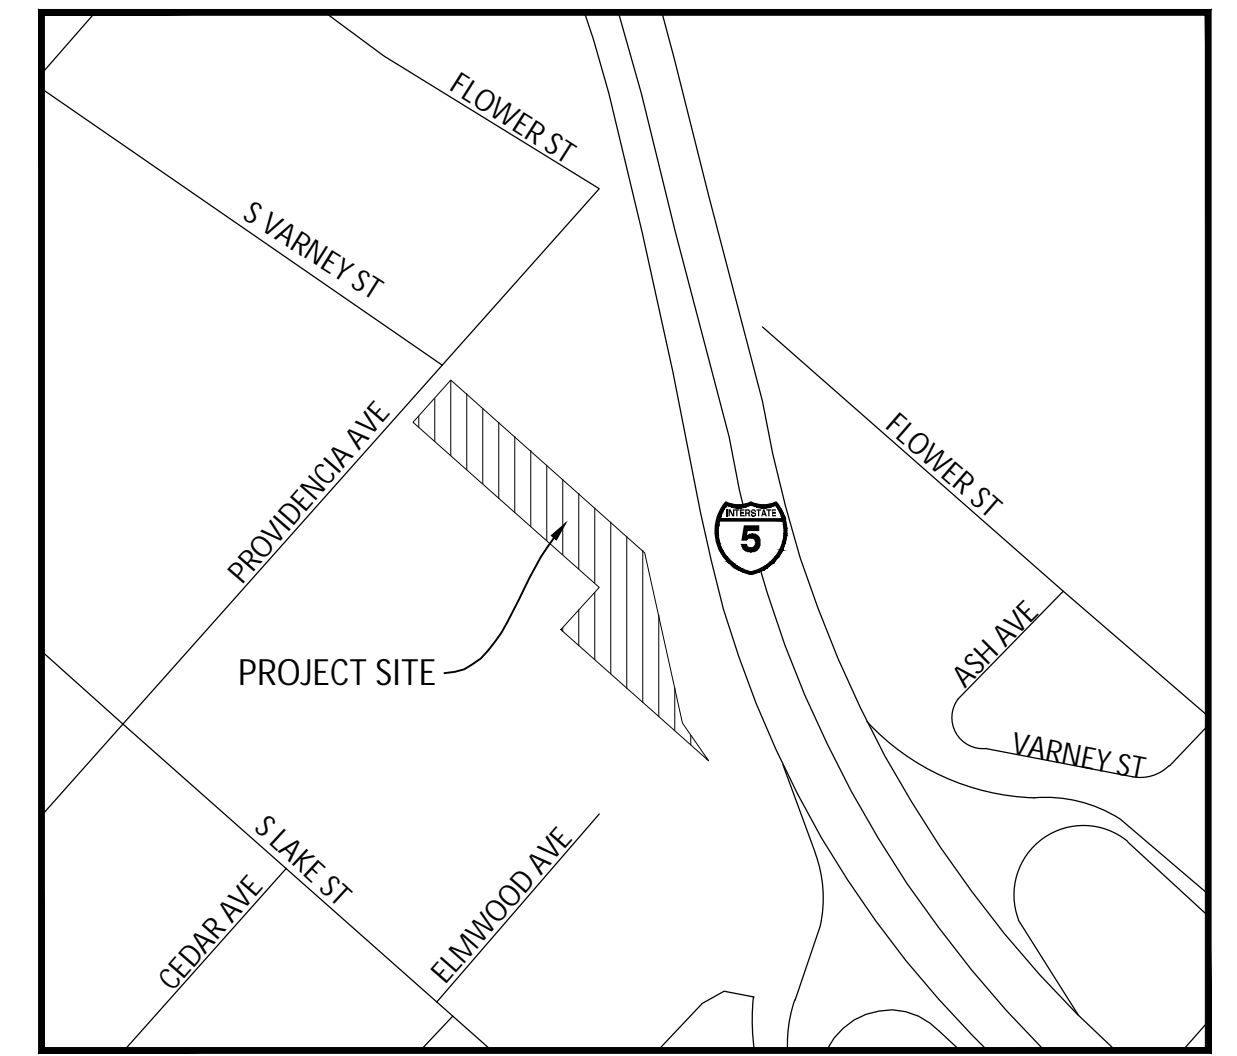 FLOWER ST
S VARNEY ST
PROVIDENCIA AVE
FLOWER ST
INTERSTATE
5
ASH AVE
PROJECT SITE
VARNEY ST
S LAKE ST
ELMWOOD AVE
CEDAR AVE